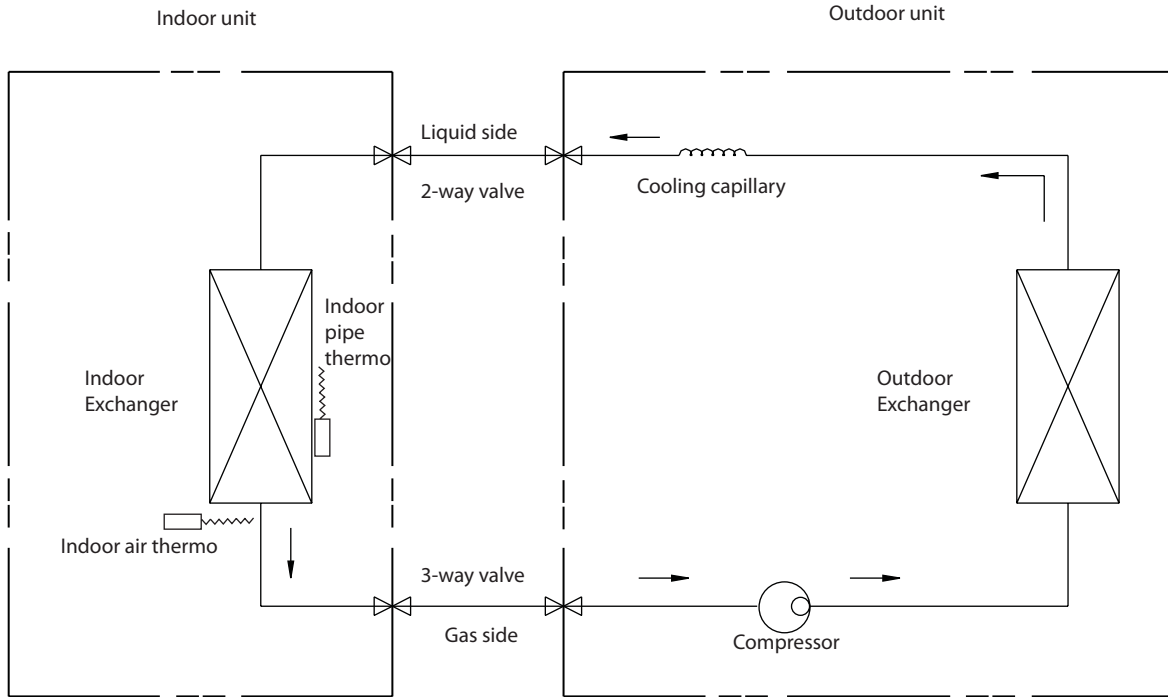 Indoor unit
Outdoor unit
Liquid side
2-way valve
Cooling capillary
Indoor
pipe
thermo
Indoor
Exchanger
Outdoor
Exchanger
Indoor air thermo
3-way valve
Gas side
Compressor